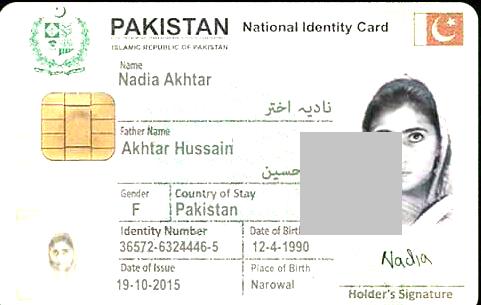 PAKISTAN National Identity Card
ISLAMIC REPUBLIC OF PAKISTAN
Name
Nadia Akhtar
نادیہ اختر
Father Name
Akhtar Hussain
حسین
Gender Country of Stay
F Pakistan
Identity Number Date of Birth
36572-6324446-5 12-4-1990
Date of Issue Place of Birth
19-10-2015 Narowal
Nadia
Holder's Signature